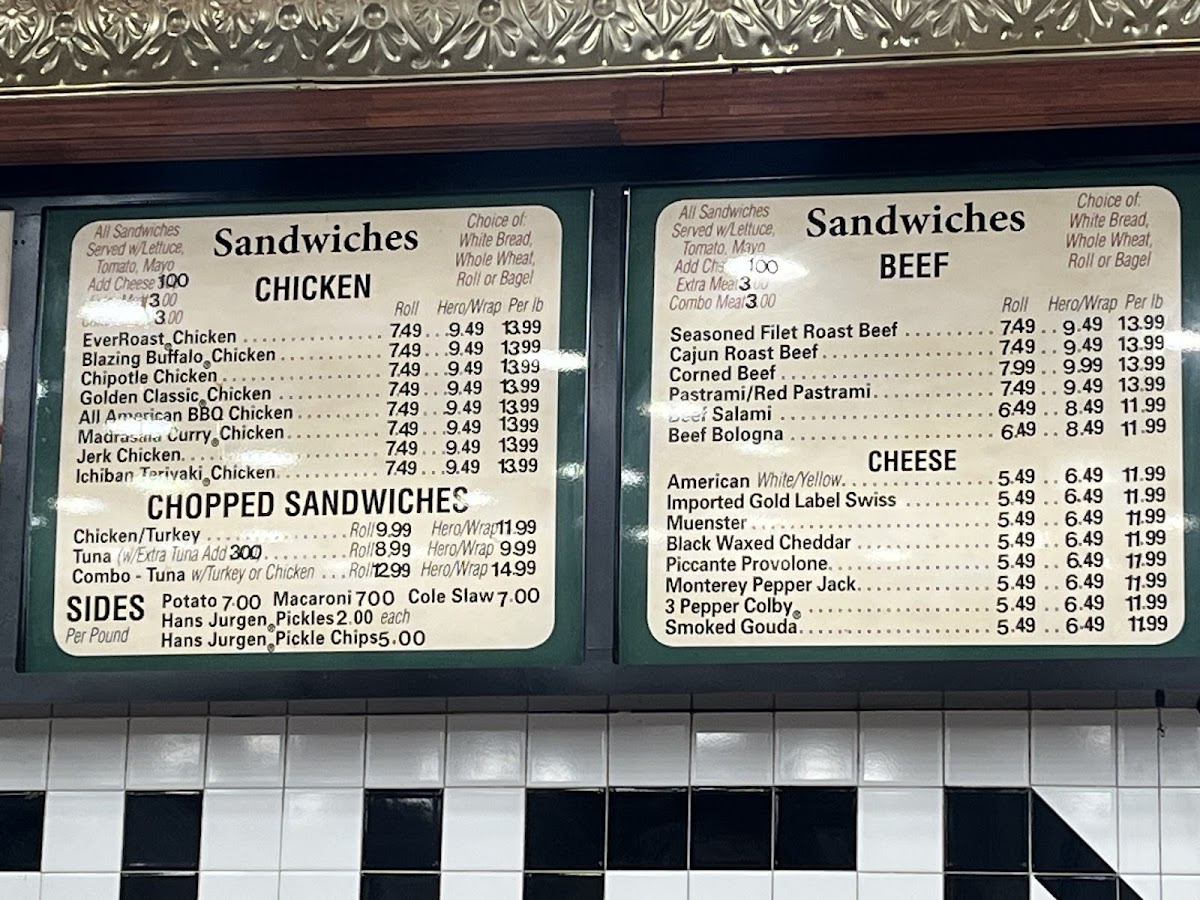 All Sandwiches
Served w/Lettuce,
Tomato, Mayo
Add Cheese 1.00
3.00
3.00
Sandwiches
CHICKEN
Choice of:
White Bread,
Whole Wheat,
Roll or Bagel
Roll Hero/Wrap Per lb
EverRoast® Chicken 7.49 9.49 13.99
Blazing Buffalo® Chicken 7.49 9.49 13.99
Chipotle Chicken 7.49 9.49 13.99
Golden Classic® Chicken 7.49 9.49 13.99
All American BBQ Chicken 7.49 9.49 13.99
Madrasala Curry® Chicken 7.49 9.49 13.99
Jerk Chicken 7.49 9.49 13.99
Ichiban Teriyaki® Chicken 7.49 9.49 13.99
CHOPPED SANDWICHES
Chicken/Turkey Roll 9.99 Hero/Wrap 11.99
Tuna (w/Extra Tuna Add 3.00) Roll 8.99 Hero/Wrap 9.99
Combo - Tuna w/Turkey or Chicken Roll 12.99 Hero/Wrap 14.99
SIDES
Per Pound
Potato 7.00 Macaroni 7.00 Cole Slaw 7.00
Hans Jurgen® Pickles 2.00 each
Hans Jurgen® Pickle Chips 5.00
All Sandwiches
Served w/Lettuce,
Tomato, Mayo
Add 1.00
Extra Meat 3.00
Combo Meat 3.00
Sandwiches
BEEF
Choice of:
White Bread,
Whole Wheat,
Roll or Bagel
Roll Hero/Wrap Per lb
Seasoned Filet Roast Beef 7.49 9.49 13.99
Cajun Roast Beef 7.49 9.49 13.99
Corned Beef 7.99 9.99 13.99
Pastrami/Red Pastrami 7.49 9.49 13.99
Beef Salami 6.49 8.49 11.99
Beef Bologna 6.49 8.49 11.99
CHEESE
American White/Yellow 5.49 6.49 11.99
Imported Gold Label Swiss 5.49 6.49 11.99
Muenster 5.49 6.49 11.99
Black Waxed Cheddar 5.49 6.49 11.99
Piccante Provolone 5.49 6.49 11.99
Monterey Pepper Jack 5.49 6.49 11.99
3 Pepper Colby® 5.49 6.49 11.99
Smoked Gouda 5.49 6.49 11.99